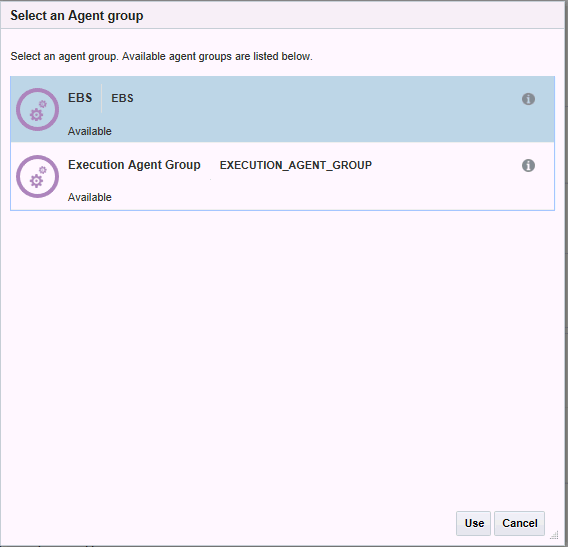 Select an Agent group
Select an agent group. Available agent groups are listed below.
EBS EBS
Available
Execution Agent Group EXECUTION_AGENT_GROUP
Available
Use Cancel